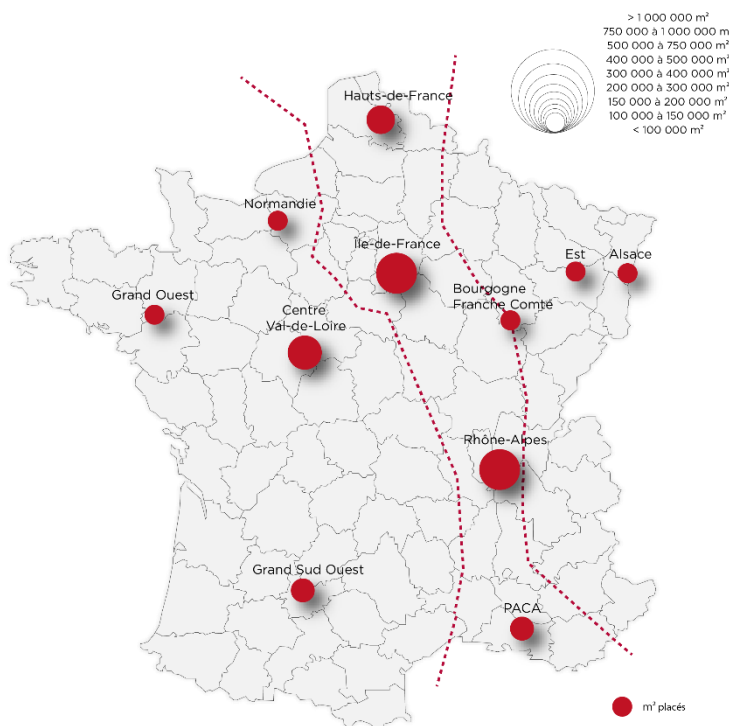 > 1 000 000 m²
750 000 à 1 000 000 m
500 000 à 750 000 m²
400 000 à 500 000 m²
300 000 à 400 000 m²
200 000 à 300 000 m²
150 000 à 200 000 m²
100 000 à 150 000 m²
< 100 000 m²
Hauts-de-France
Normandie
Île-de-France
Est
Alsace
Grand Ouest
Bourgogne
Franche Comté
Centre
Val-de-Loire
Rhône-Alpes
Grand Sud Ouest
PACA
m² placés